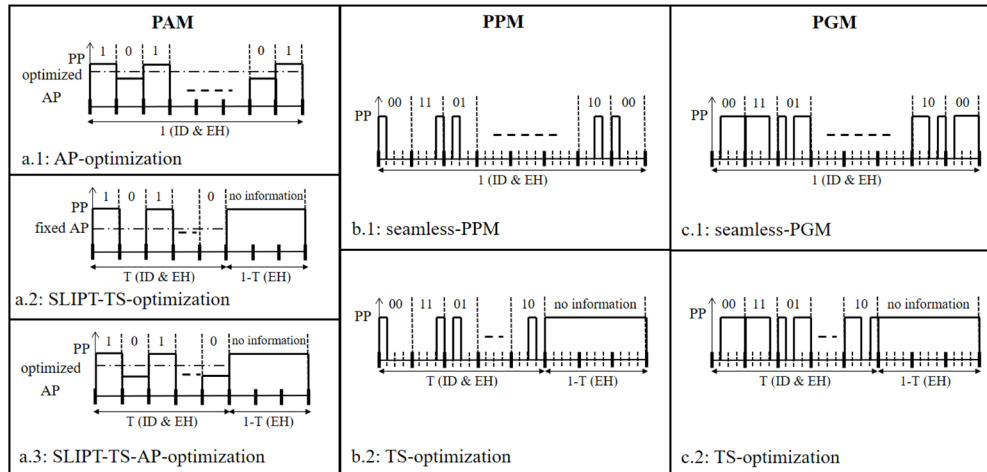 PAM
PP
1 0 1 0 1
optimized
AP
1 (ID & EH)
a.1: AP-optimization
PP
1 0 1 0 no information
fixed AP
T (ID & EH) 1-T (EH)
a.2: SLIPT-TS-optimization
PP
1 0 1 0 no information
optimized
AP
T (ID & EH) 1-T (EH)
a.3: SLIPT-TS-AP-optimization
PPM
00 11 01 10 00
PP
1 (ID & EH)
b.1: seamless-PPM
00 11 01 10 no information
PP
T (ID & EH) 1-T (EH)
b.2: TS-optimization
PGM
00 11 01 10 00
PP
1 (ID & EH)
c.1: seamless-PGM
00 11 01 10 no information
PP
T (ID & EH) 1-T (EH)
c.2: TS-optimization